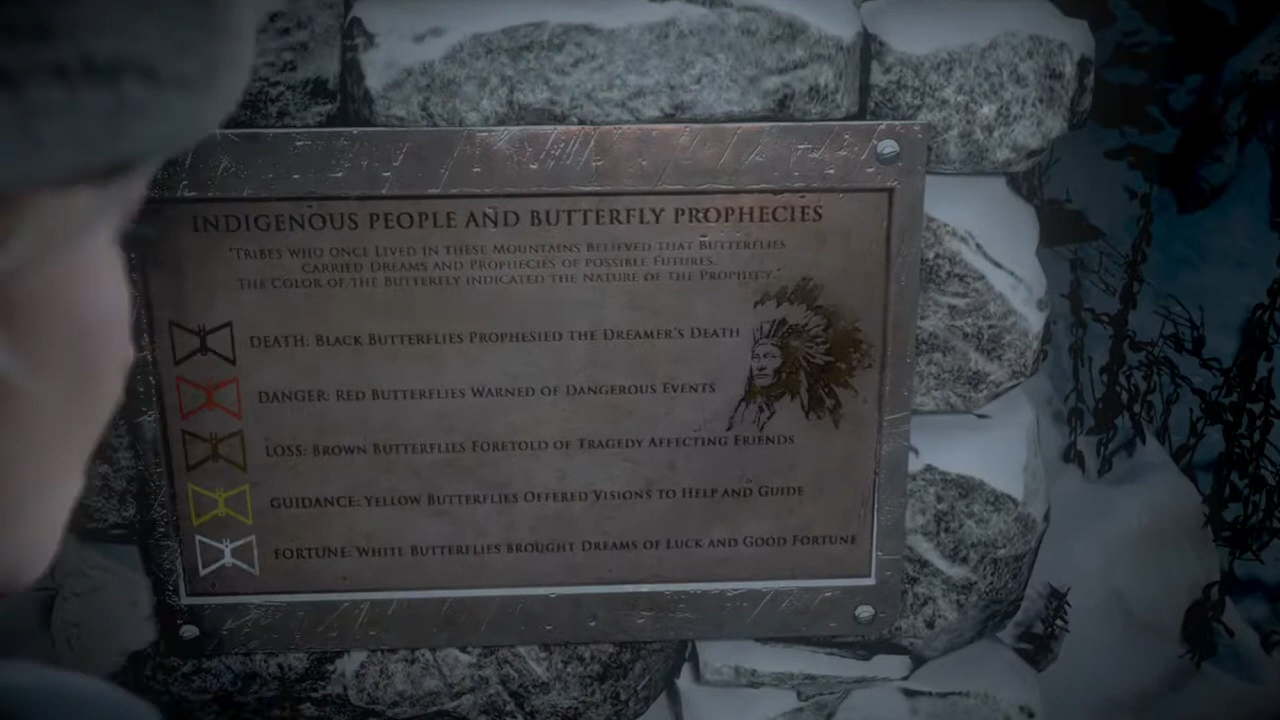 INDIGENOUS PEOPLE AND BUTTERFLY PROPHECIES
"TRIBES WHO ONCE LIVED IN THESE MOUNTAINS BELIEVED THAT BUTTERFLIES
CARRIED DREAMS AND PROPHECIES OF POSSIBLE FUTURES.
THE COLOR OF THE BUTTERFLY INDICATED THE NATURE OF THE PROPHECY."
DEATH: BLACK BUTTERFLIES PROPHESIED THE DREAMER'S DEATH
DANGER: RED BUTTERFLIES WARNED OF DANGEROUS EVENTS
LOSS: BROWN BUTTERFLIES FORETOLD OF TRAGEDY AFFECTING FRIENDS
GUIDANCE: YELLOW BUTTERFLIES OFFERED VISIONS TO HELP AND GUIDE
FORTUNE: WHITE BUTTERFLIES BROUGHT DREAMS OF LUCK AND GOOD FORTUNE